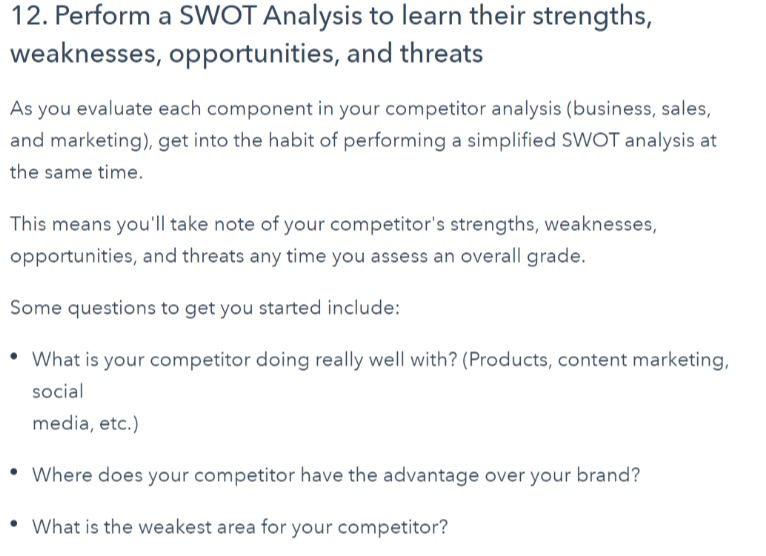 12. Perform a SWOT Analysis to learn their strengths,
weaknesses, opportunities, and threats
As you evaluate each component in your competitor analysis (business, sales,
and marketing), get into the habit of performing a simplified SWOT analysis at
the same time.
This means you'll take note of your competitor's strengths, weaknesses,
opportunities, and threats any time you assess an overall grade.
Some questions to get you started include:
• What is your competitor doing really well with? (Products, content marketing,
social
media, etc.)
• Where does your competitor have the advantage over your brand?
• What is the weakest area for your competitor?